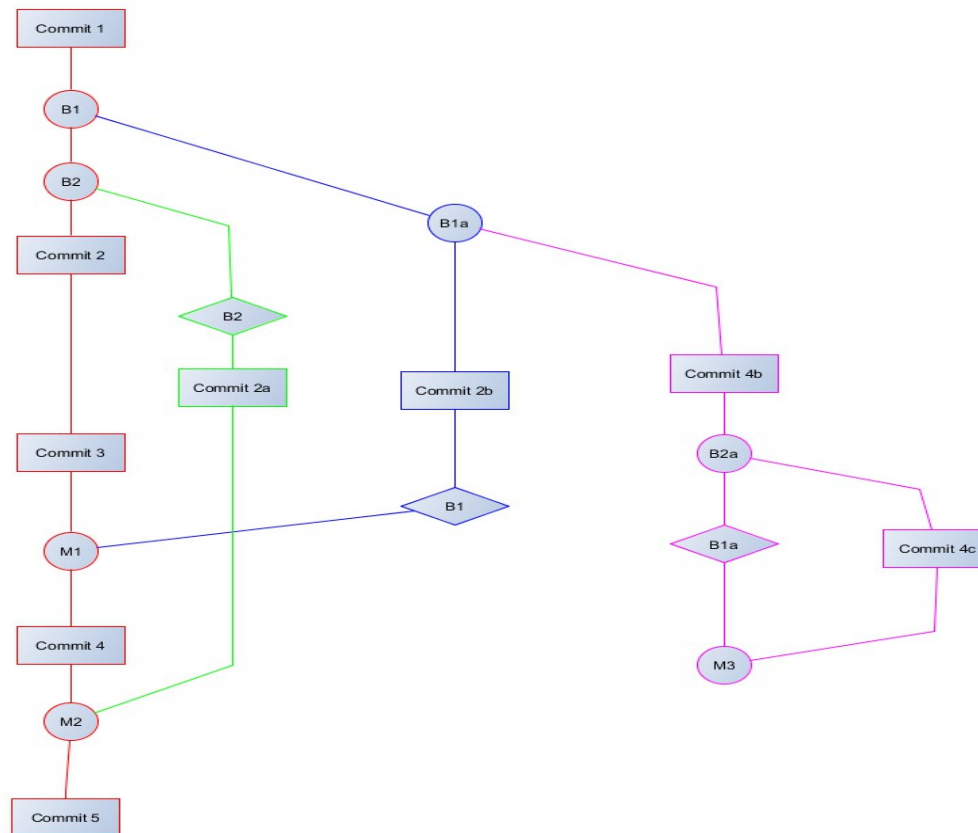 Commit 1
B1
B2
B1a
Commit 2
B2
Commit 4b
Commit 2a
Commit 2b
Commit 3
B2a
B1
B1a
Commit 4c
M1
Commit 4
M3
M2
Commit 5